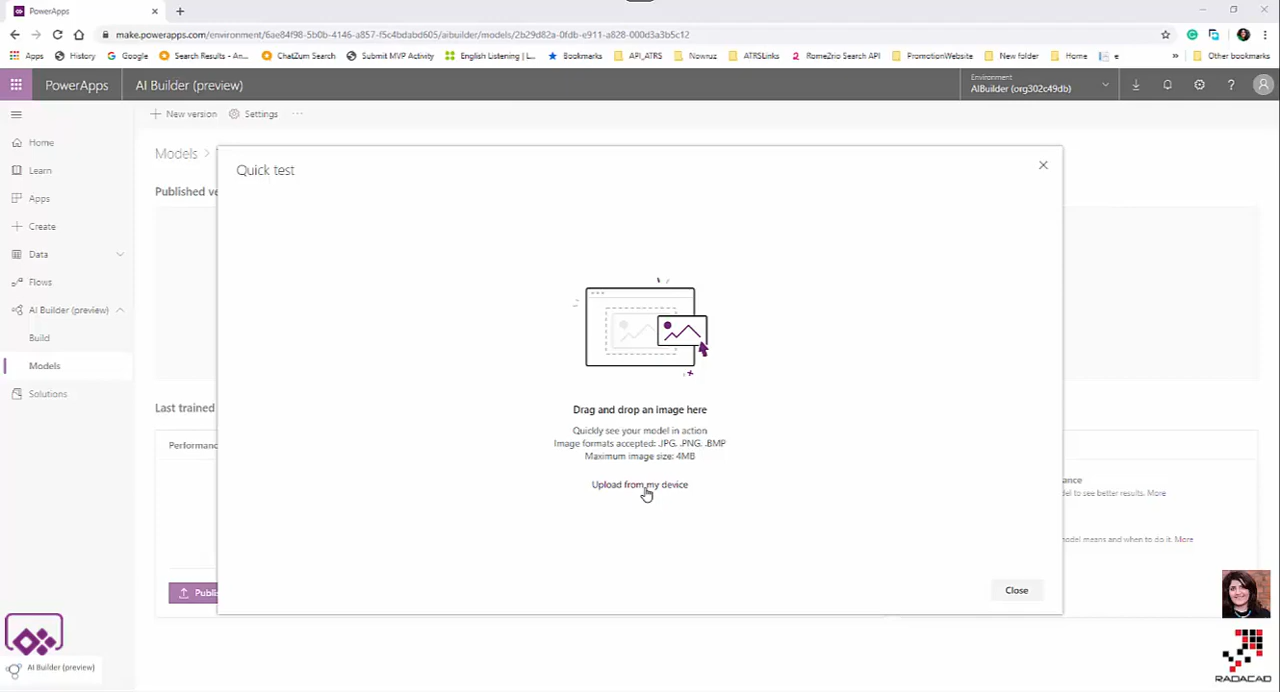 PowerApps
make.powerapps.com/environment/6ae84f98-5b0b-4146-a857-f5c4bdabd605/aibuilder/models/2b29d82a-0fdb-e911-a828-000d3a3b5c12
Apps
History
Google
Search Results - An...
ChatZum Search
Submit MVP Activity
English Listening | L...
Bookmarks
API_ATRS
Nowruz
ATRSLinks
Rome2rio Search API
PromotionWebsite
New folder
Home
e
»
Other bookmarks
PowerApps
AI Builder (preview)
Environment
AIBuilder (org302c49db)
?
New version
Settings
...
Home
Learn
Apps
Create
Data
Flows
AI Builder (preview)
Build
Models
Solutions
Models >
Published ve
Quick test
Drag and drop an image here
Quickly see your model in action
Image formats accepted: .JPG, .PNG, .BMP
Maximum image size: 4MB
Upload from my device
Close
Last trained
Performanc
Publis
ance
del to see better results. More
model means and when to do it. More
AI Builder (preview)
RADACAD